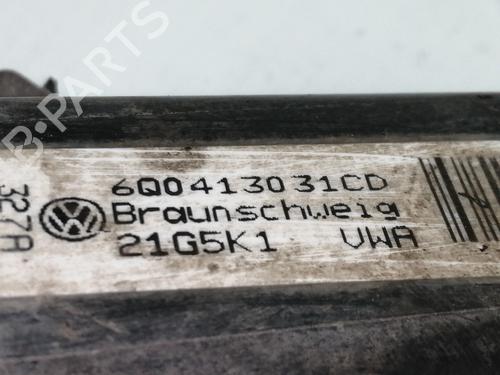 6Q0413031CD
Braunschweig
21G5K1 VWA
327A
B-PARTS